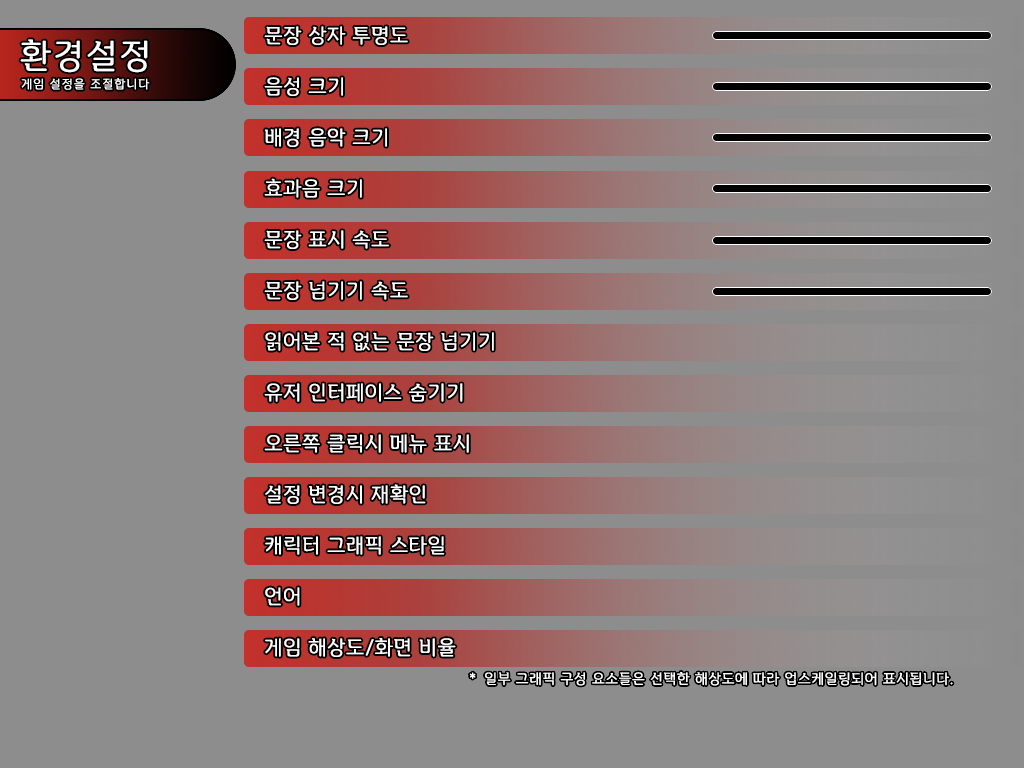 환경설정
게임 설정을 조절합니다
문장 상자 투명도
음성 크기
배경 음악 크기
효과음 크기
문장 표시 속도
문장 넘기기 속도
읽어본 적 없는 문장 넘기기
유저 인터페이스 숨기기
오른쪽 클릭시 메뉴 표시
설정 변경시 재확인
캐릭터 그래픽 스타일
언어
게임 해상도/화면 비율
* 일부 그래픽 구성 요소들은 선택한 해상도에 따라 업스케일링되어 표시됩니다.